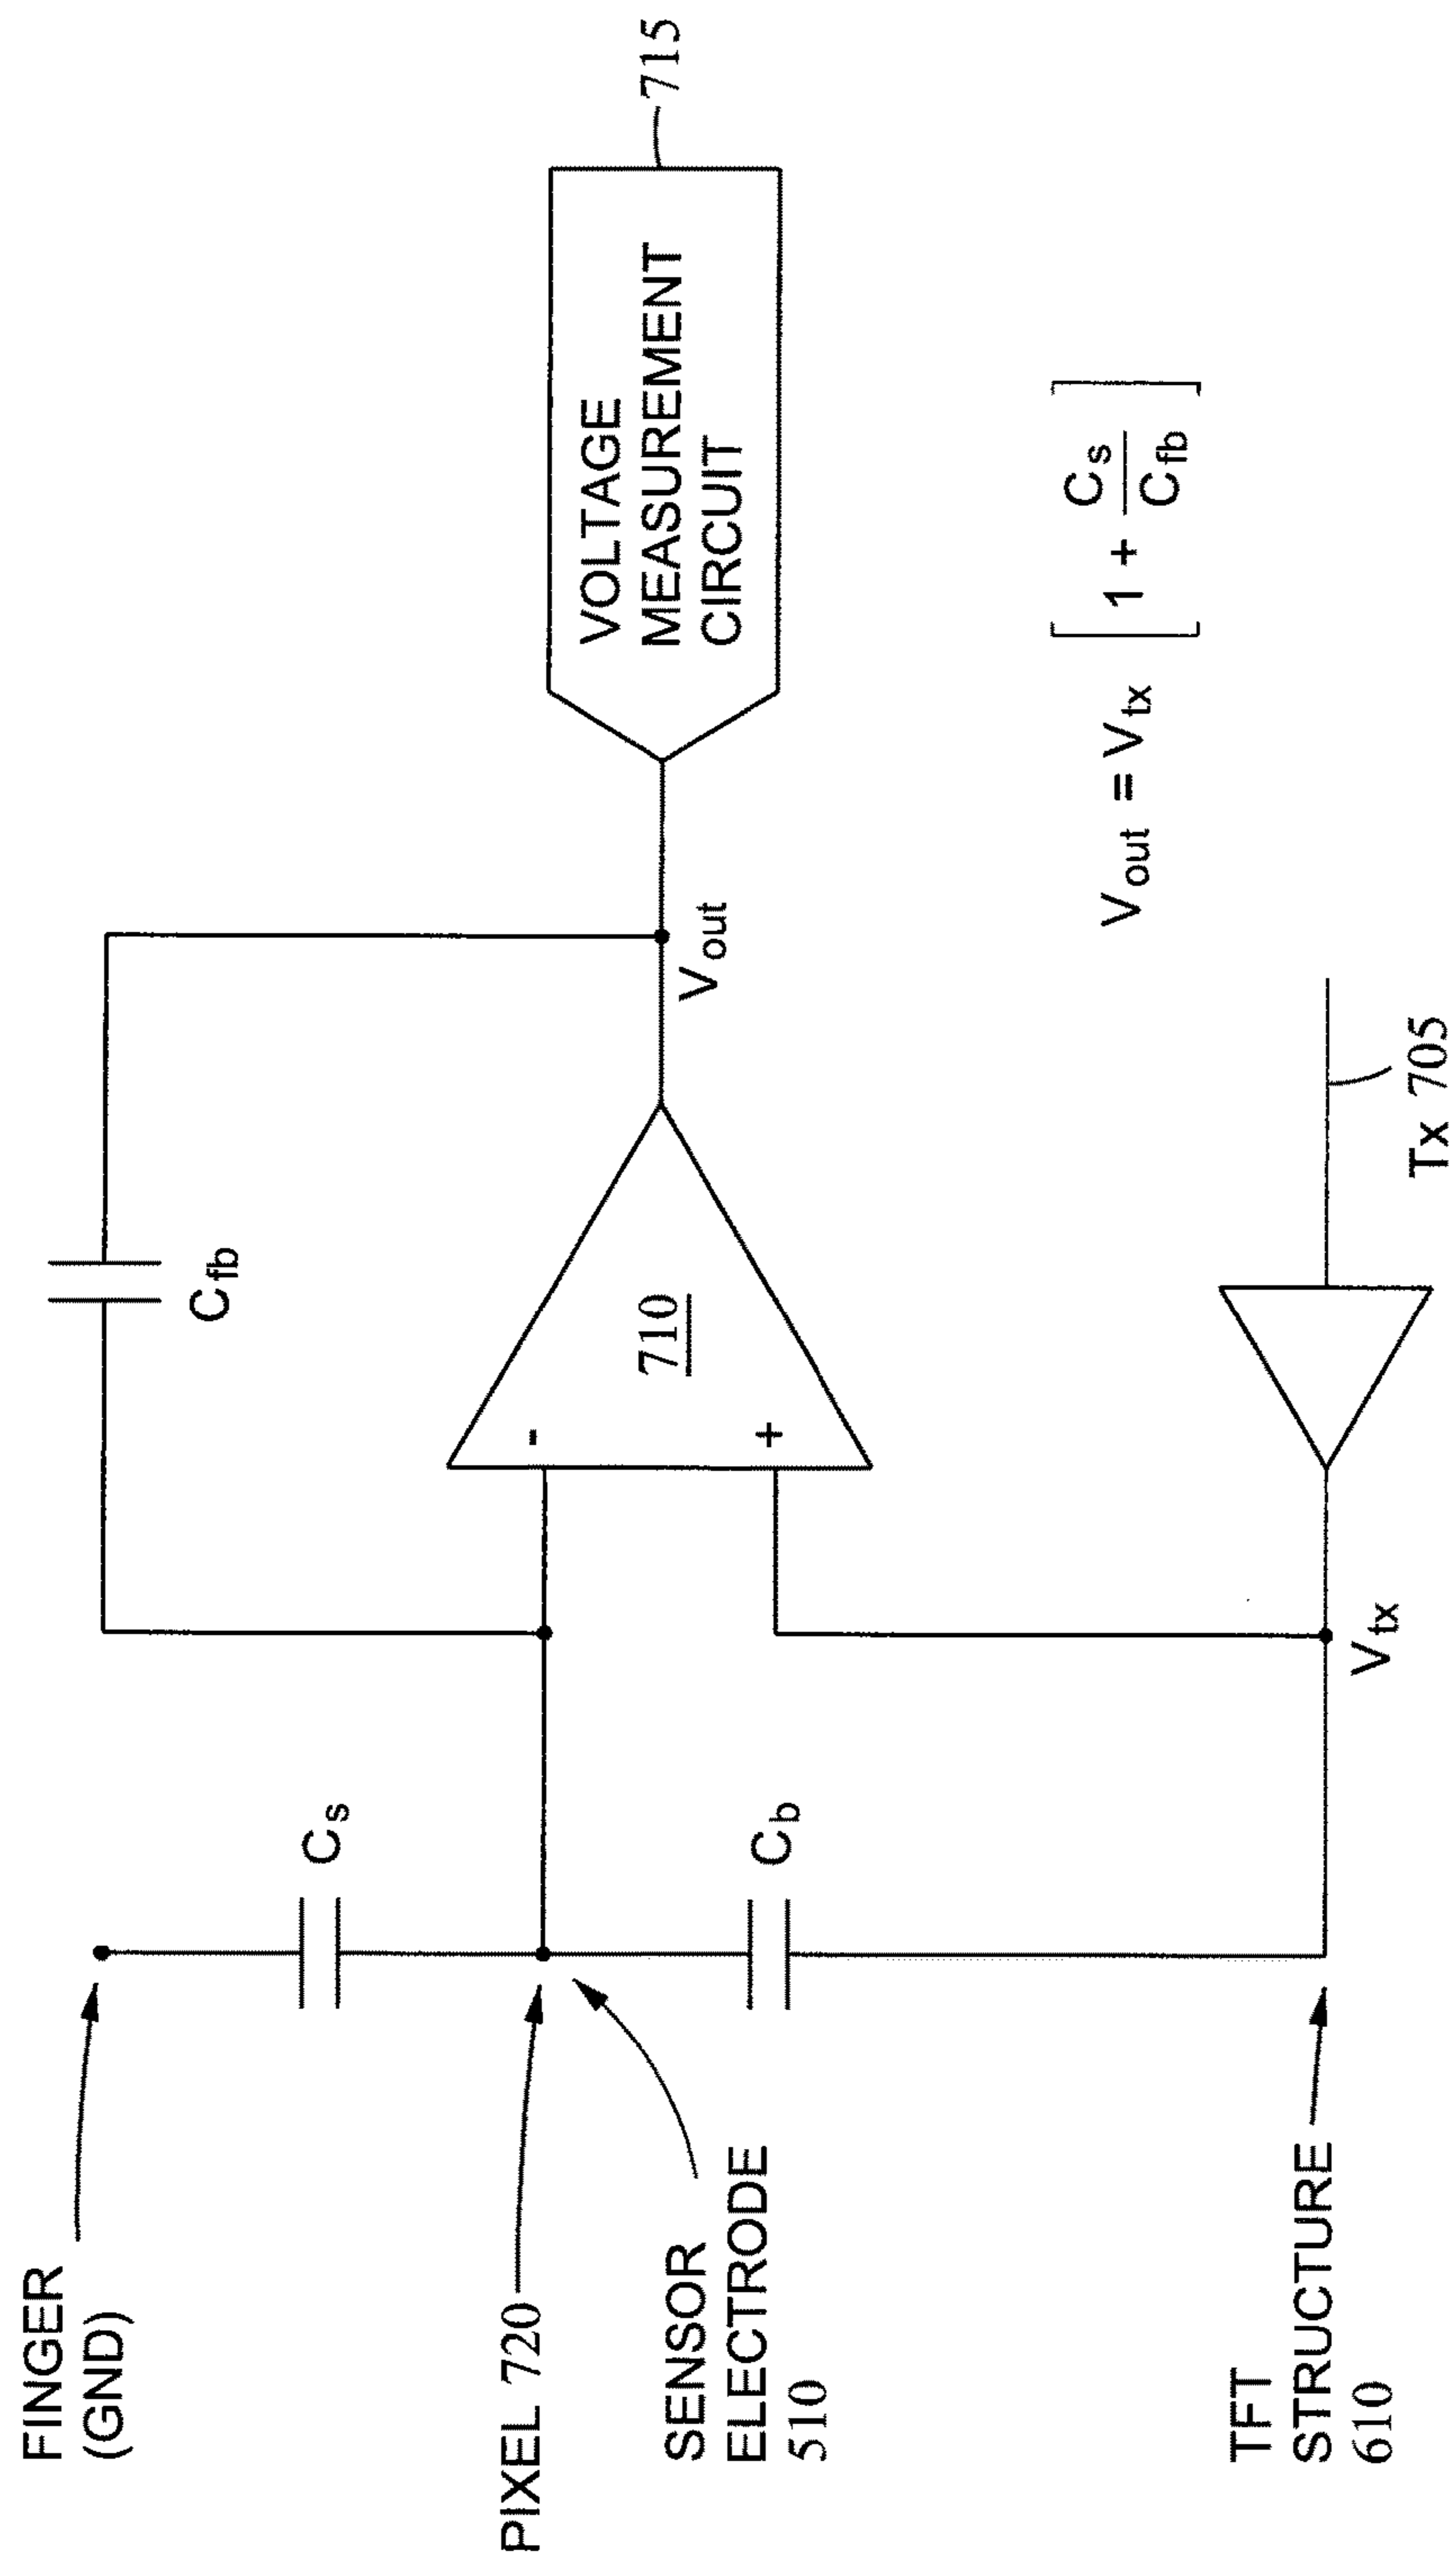 FINGER
(GND)
PIXEL 720
SENSOR
ELECTRODE
510
TFT
STRUCTURE
610
Cs
Cb
Cfb
-
+
710
Vout
Vtx
Tx 705
VOLTAGE
MEASUREMENT
CIRCUIT
715
Vout = Vtx [ 1 + Cs / Cfb ]